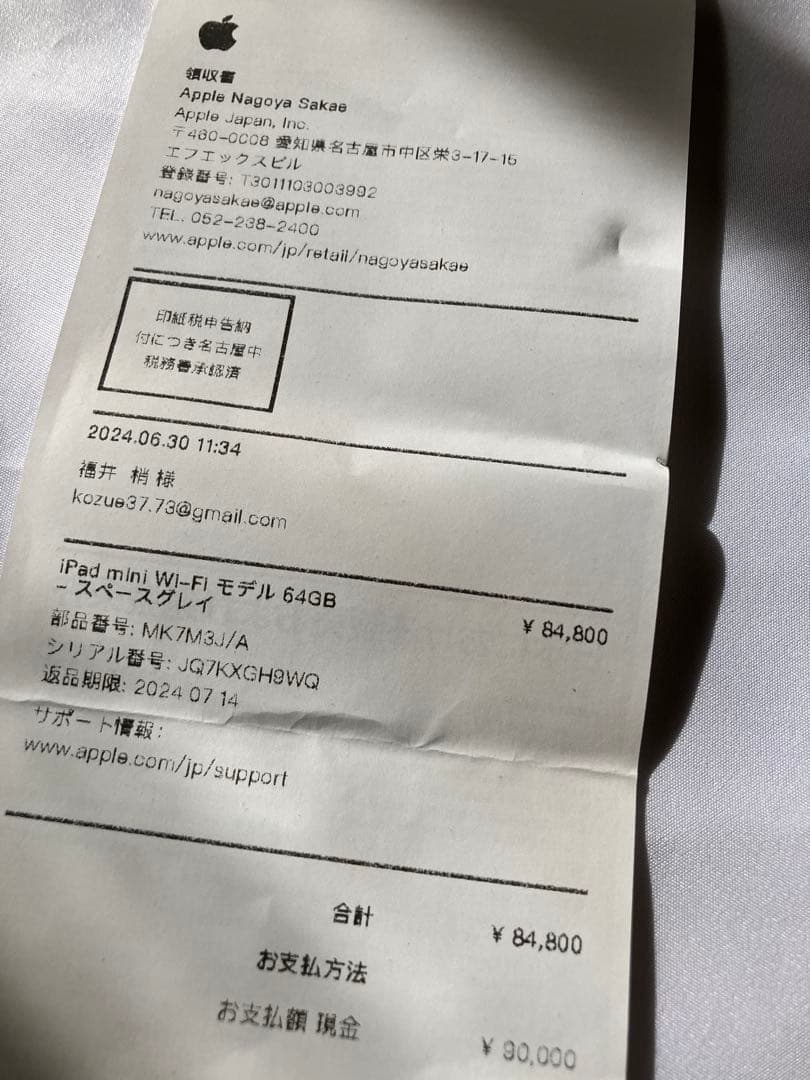 領収書
Apple Nagoya Sakae
Apple Japan, Inc.
〒460-0008 愛知県名古屋市中区栄3-17-15
エフエックスビル
登録番号: T3011103003992
nagoyasakae@apple.com
TEL. 052-238-2400
www.apple.com/jp/retail/nagoyasakae
印紙税申告納
付につき名古屋中
税務署承認済
2024.06.30 11:34
福井 梢 様
kozue37.73@gmail.com
iPad mini Wi-Fi モデル 64GB
- スペースグレイ ¥ 84,800
部品番号: MK7M3J/A
シリアル番号: JQ7KXGH9WQ
返品期限: 2024 07 14
サポート情報:
www.apple.com/jp/support
合計 ¥ 84,800
お支払方法
お支払額 現金 ¥ 90,000